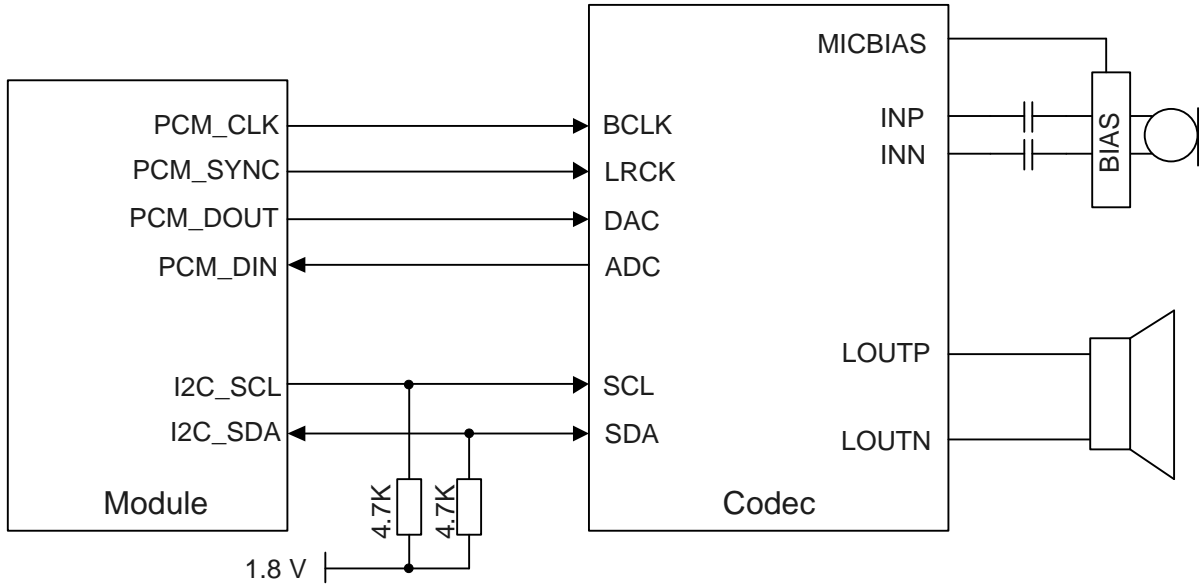 MICBIAS
PCM_CLK
BCLK
INP
PCM_SYNC
LRCK
INN
BIAS
PCM_DOUT
DAC
PCM_DIN
ADC
LOUTP
I2C_SCL
SCL
I2C_SDA
SDA
LOUTN
4.7K
4.7K
Module
Codec
1.8 V